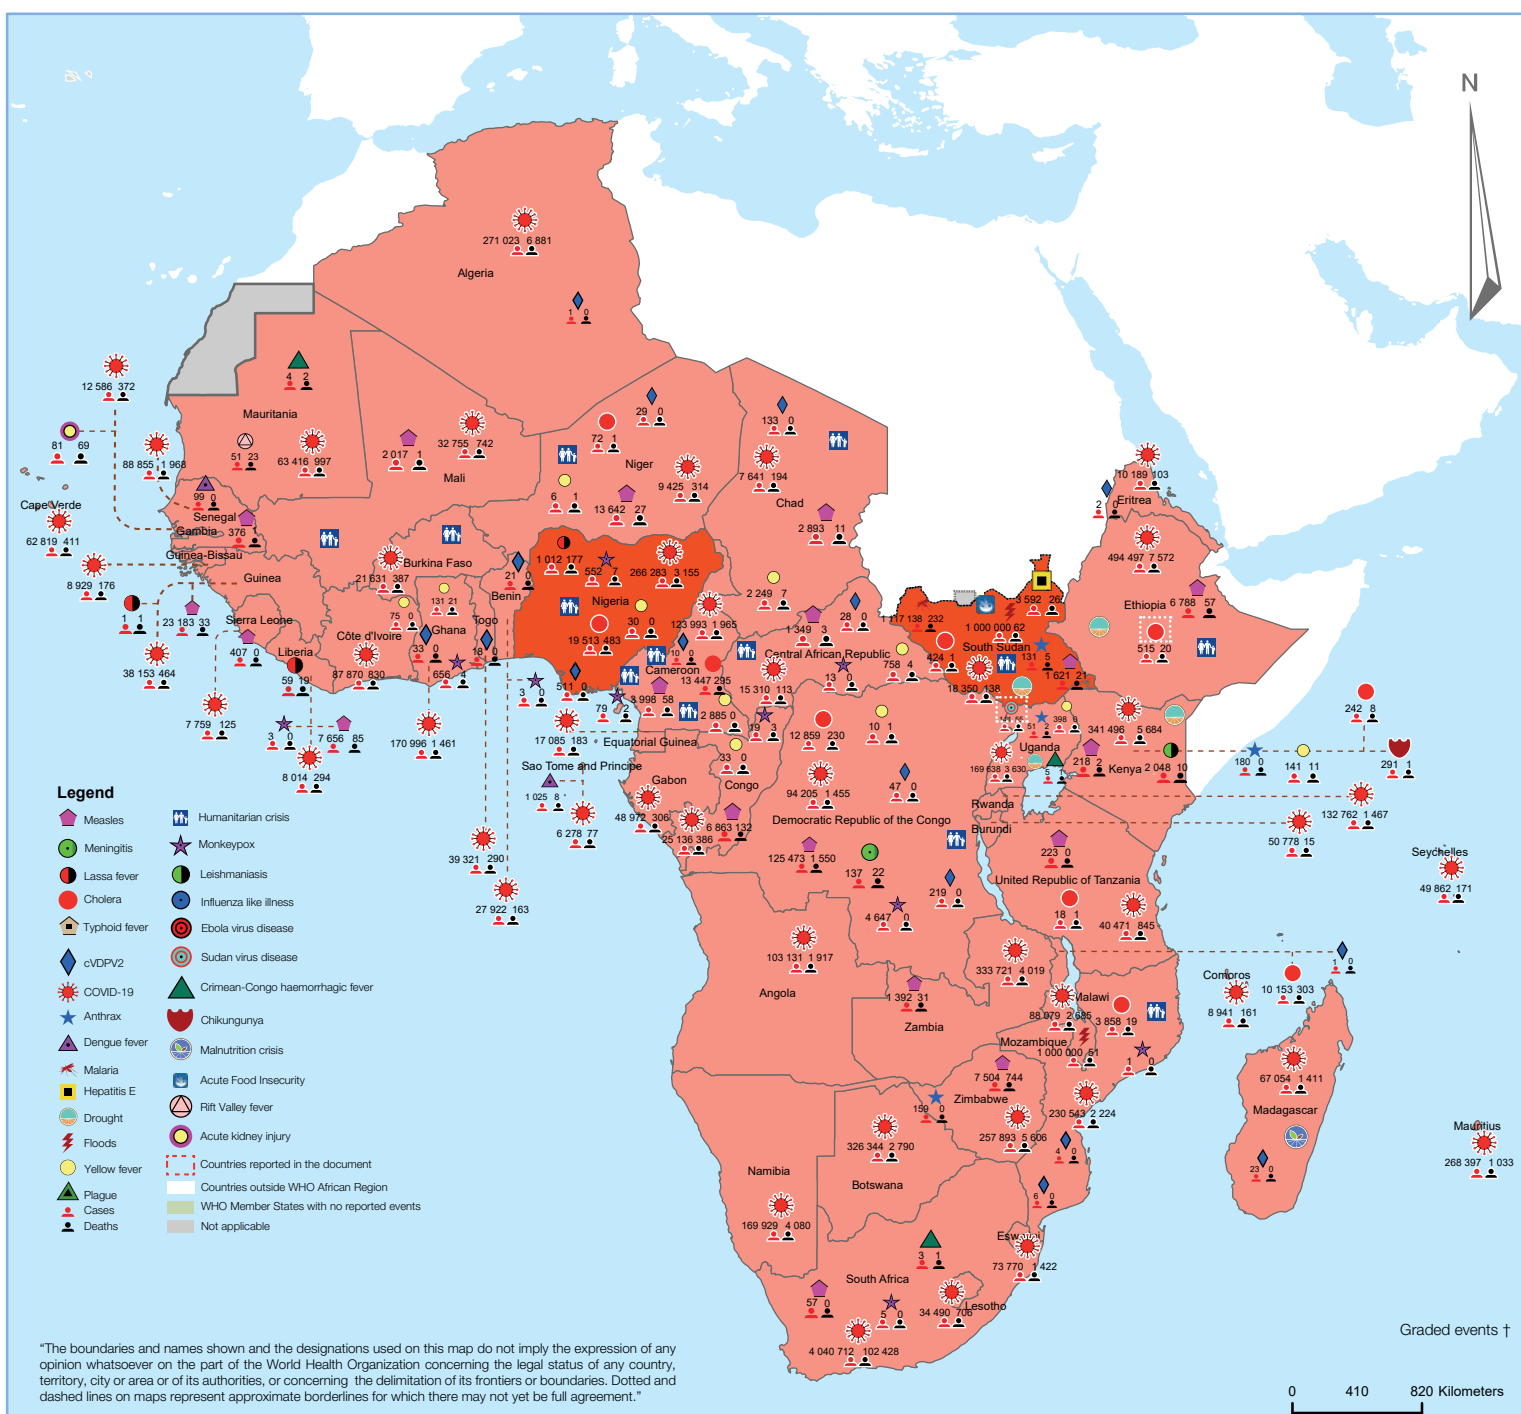 N
271 023 6 881
Algeria
1 0
12 586 372
4 2
Mauritania
81 69
88 855 1 968
51 23
63 416 997
2 017 1
32 755 742
Mali
29 0
72 1
Niger
9 425 314
6 1
13 642 27
133 0
7 641 194
Chad
2 893 11
10 189 103
Eritrea
2 0
Cape Verde
62 819 411
99 0
Senegal
376 1
Gambia
Guinea-Bissau
8 929 176
Guinea
21 631 387
Burkina Faso
1 1
23 183 33
Sierra Leone
407 0
38 153 464
Liberia
59 19
Côte d'Ivoire
87 870 830
75 0
131 21
Ghana
33 0
656 4
Togo
18 0
Benin
21 0
1 012 177
552 7
266 283 3 155
Nigeria
30 0
19 513 483
511 0
2 249 7
123 993 1 965
10 0
1 349 3
28 0
Central African Republic
758 4
13 0
15 310 113
Cameroon
13 447 295
3 998 58
2 885 0
19 3
79 2
3 0
1 117 138 232
3 592 26
1 000 000 62
South Sudan
424 1
131 5
1 621 21
18 350 138
494 497 7 572
Ethiopia
6 788 57
515 20
7 759 125
3 0
7 656 85
8 014 294
170 996 1 461
17 085 183
Equatorial Guinea
Sao Tome and Principe
1 025 8
6 278 77
Gabon
48 972 306
33 0
Congo
25 136 386
6 863 132
12 859 230
10 1
94 205 1 455
47 0
Democratic Republic of the Congo
125 473 1 550
137 22
219 0
4 647 0
51 2
398 0
Uganda
169 638 3 630
5 1
341 496 5 684
218 2
Kenya
2 048 10
242 8
180 0
141 11
291 1
Rwanda
132 762 1 467
Burundi
50 778 15
223 0
United Republic of Tanzania
18 1
40 471 845
Seychelles
49 862 171
39 321 290
27 922 163
103 131 1 917
Angola
333 721 4 019
1 392 31
Zambia
Malawi
88 079 2 685
3 858 19
Mozambique
1 000 000 51
1 0
230 543 2 224
Comoros
8 941 161
10 153 303
1 0
67 054 1 411
Madagascar
23 0
Mauritius
268 397 1 033
7 504 744
Zimbabwe
159 0
257 893 5 606
4 0
6 0
326 344 2 790
Botswana
Namibia
169 929 4 080
Eswatini
73 770 1 422
3 1
South Africa
57 0
5 0
34 490 706
Lesotho
4 040 712 102 428
Legend
Measles
Meningitis
Lassa fever
Cholera
Typhoid fever
cVDPV2
COVID-19
Anthrax
Dengue fever
Malaria
Hepatitis E
Drought
Floods
Yellow fever
Plague
Cases
Deaths
Humanitarian crisis
Monkeypox
Leishmaniasis
Influenza like illness
Ebola virus disease
Sudan virus disease
Crimean-Congo haemorrhagic fever
Chikungunya
Malnutrition crisis
Acute Food Insecurity
Rift Valley fever
Acute kidney injury
Countries reported in the document
Countries outside WHO African Region
WHO Member States with no reported events
Not applicable
Graded events †
"The boundaries and names shown and the designations used on this map do not imply the expression of any
opinion whatsoever on the part of the World Health Organization concerning the legal status of any country,
territory, city or area or of its authorities, or concerning the delimitation of its frontiers or boundaries. Dotted and
dashed lines on maps represent approximate borderlines for which there may not yet be full agreement."
0 410 820 Kilometers